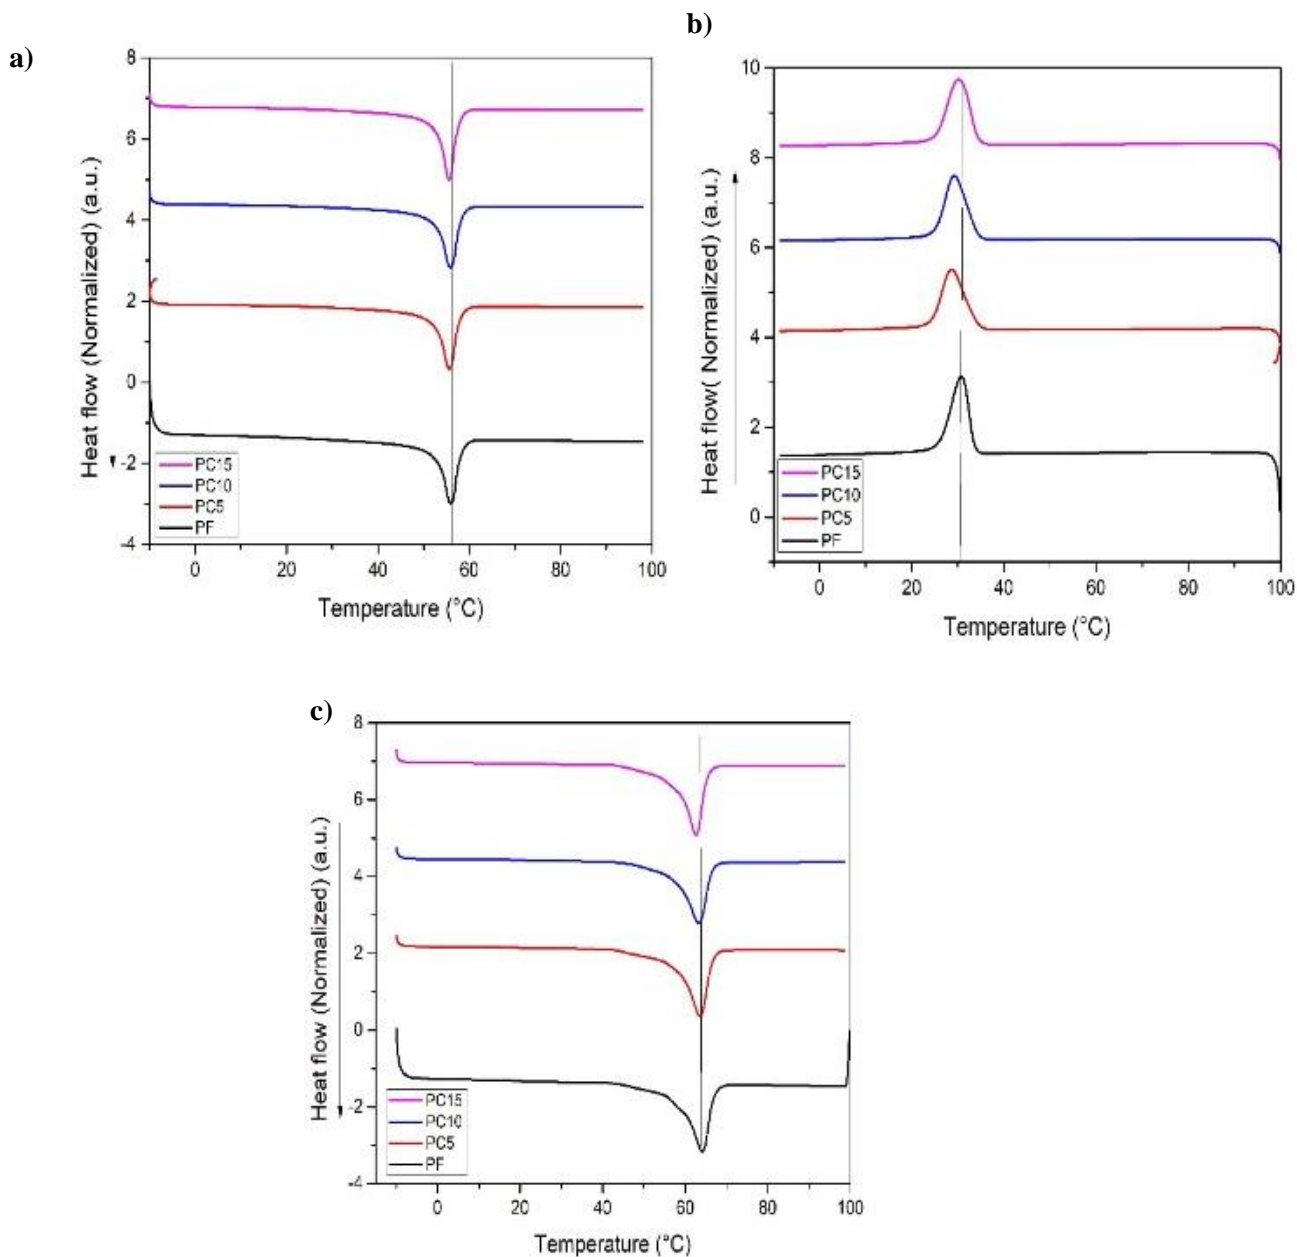 a)
8
6
4
2
0
-2
-4
Heat flow (Normalized) (a.u.)
PC15
PC10
PC5
PF
0 20 40 60 80 100
Temperature (°C)
b)
10
8
6
4
2
0
Heat flow( Normalized) (a.u.)
PC15
PC10
PC5
PF
0 20 40 60 80 100
Temperature (°C)
c)
8
6
4
2
0
-2
-4
Heat flow (Normalized) (a.u.)
PC15
PC10
PC5
PF
0 20 40 60 80 100
Temperature (°C)